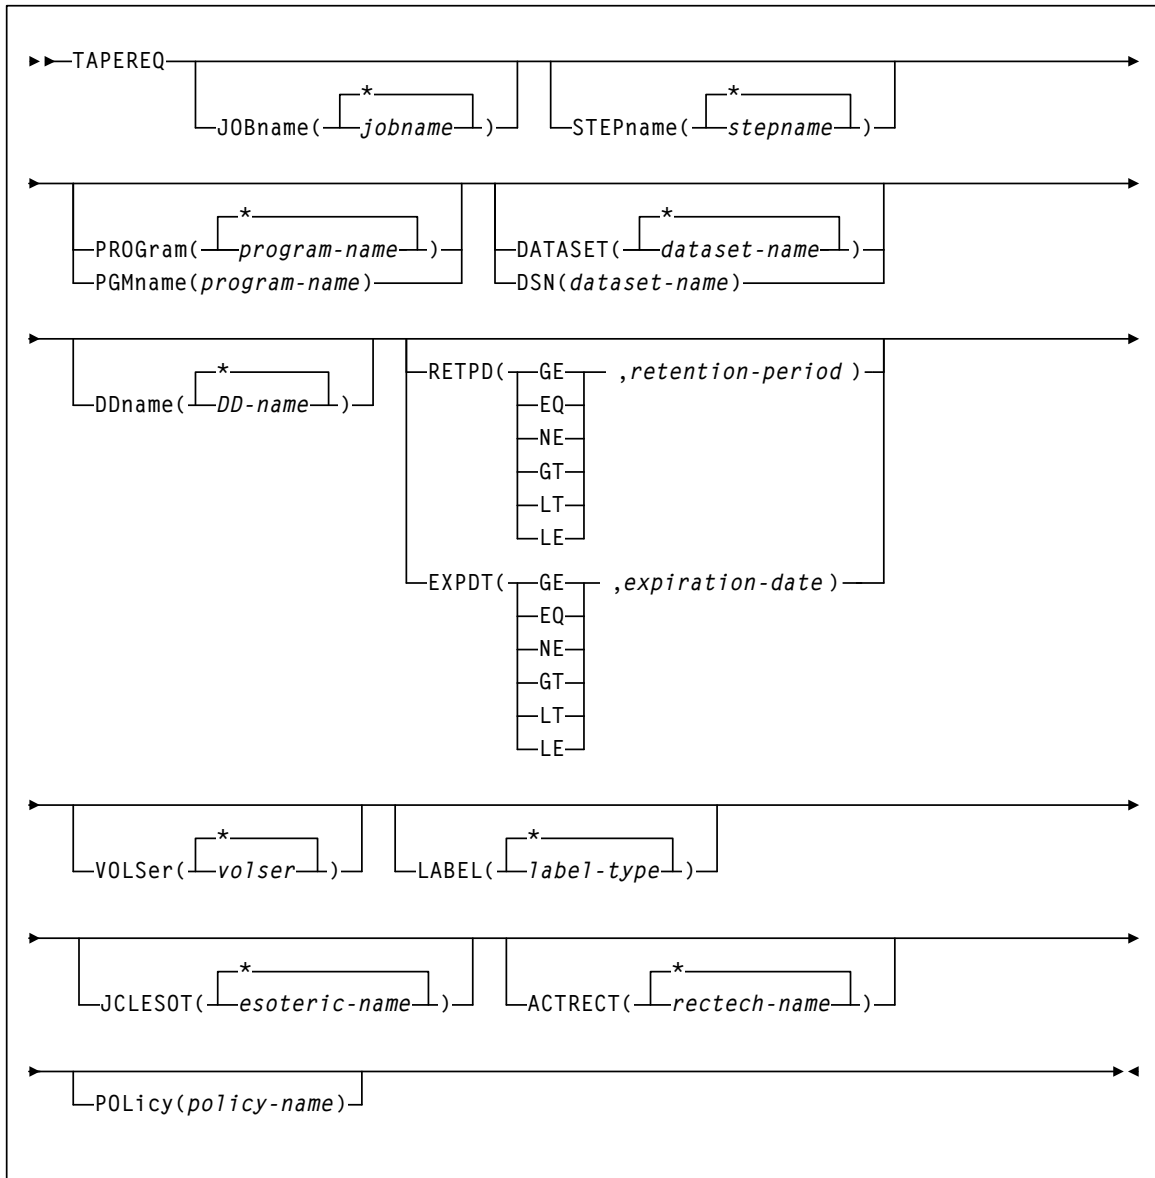 TAPEREQ
* *
JOBname( jobname ) STEPname( stepname )
* *
PROGram( program-name ) DATASET( dataset-name )
PGMname(program-name) DSN(dataset-name)
*
DDname( DD-name ) RETPD( GE ,retention-period )
EQ
NE
GT
LT
LE
EXPDT( GE ,expiration-date)
EQ
NE
GT
LT
LE
* *
VOLSer( volser ) LABEL( label-type )
* *
JCLESOT( esoteric-name ) ACTRECT( rectech-name )
POLicy(policy-name)